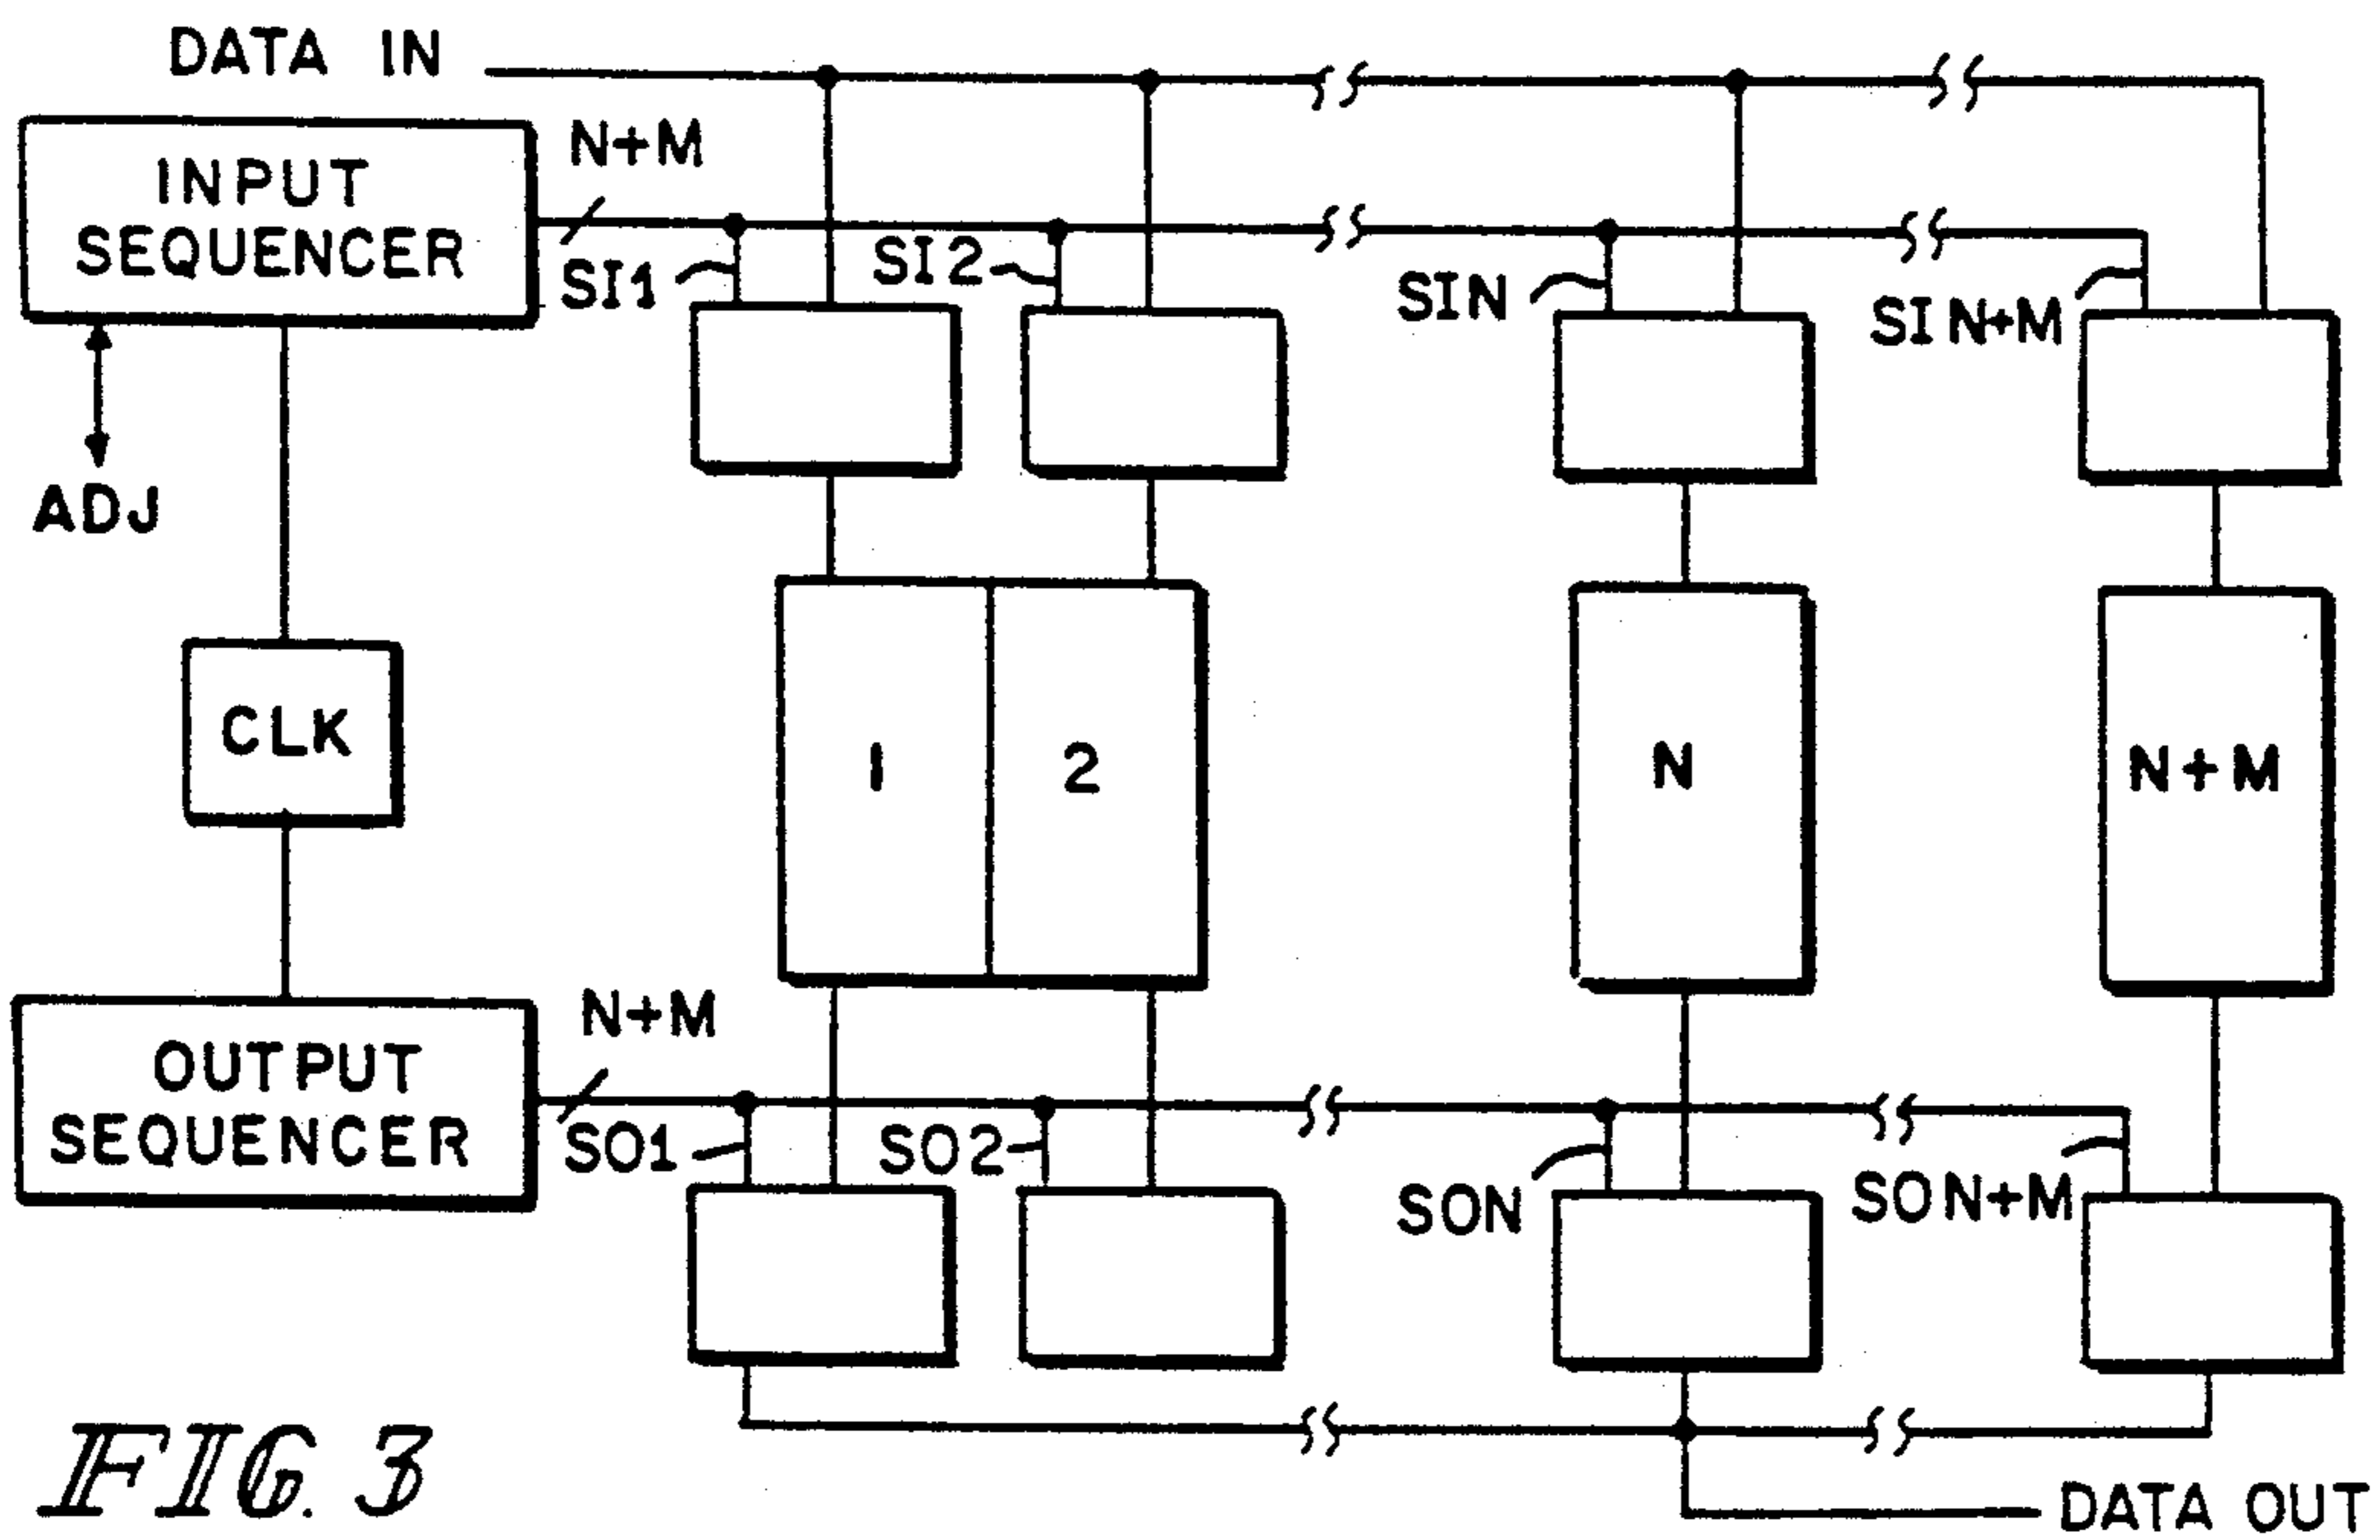 DATA IN
N+M
INPUT
SEQUENCER
SI1
SI2
SIN
SIN+M
ADJ
CLK
1
2
N
N+M
N+M
OUTPUT
SEQUENCER
SO1
SO2
SON
SON+M
FIG. 3
DATA OUT